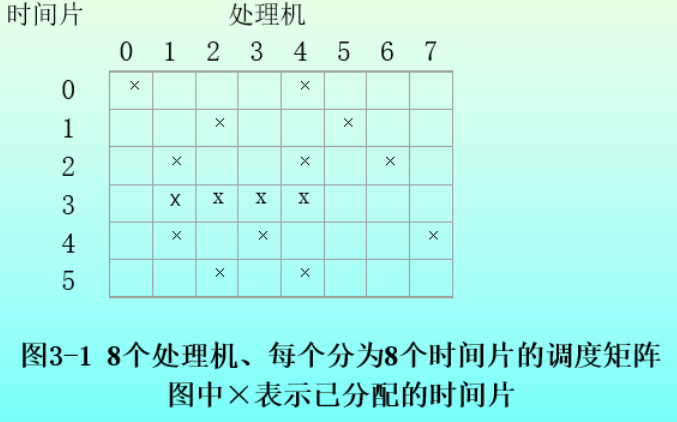 时间片 处理机
0 1 2 3 4 5 6 7
0 × ×
1 × ×
2 × × ×
3 x x x x
4 × × ×
5 × ×
图3-1 8个处理机、每个分为8个时间片的调度矩阵
图中×表示已分配的时间片